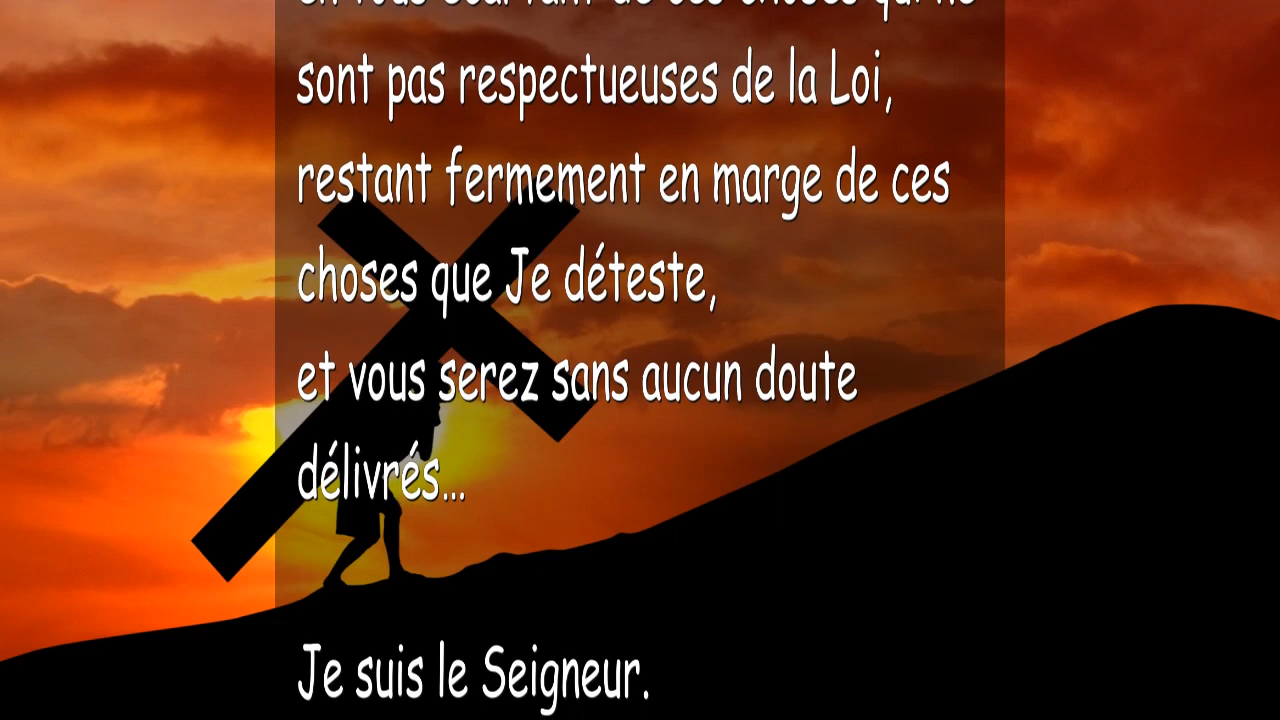 sont pas respectueuses de la Loi,
restant fermement en marge de ces
choses que Je déteste,
et vous serez sans aucun doute
délivrés...
Je suis le Seigneur.